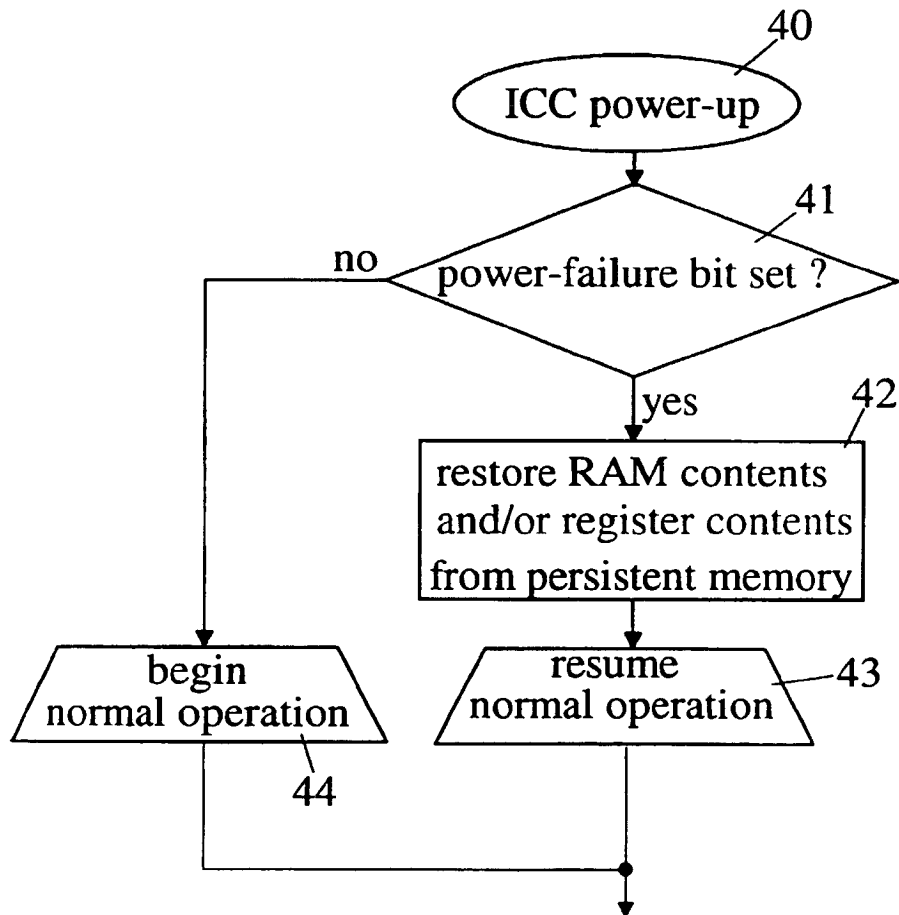 40
ICC power-up
41
no
power-failure bit set ?
yes
42
restore RAM contents
and/or register contents
from persistent memory
begin
normal operation
resume
normal operation
43
44